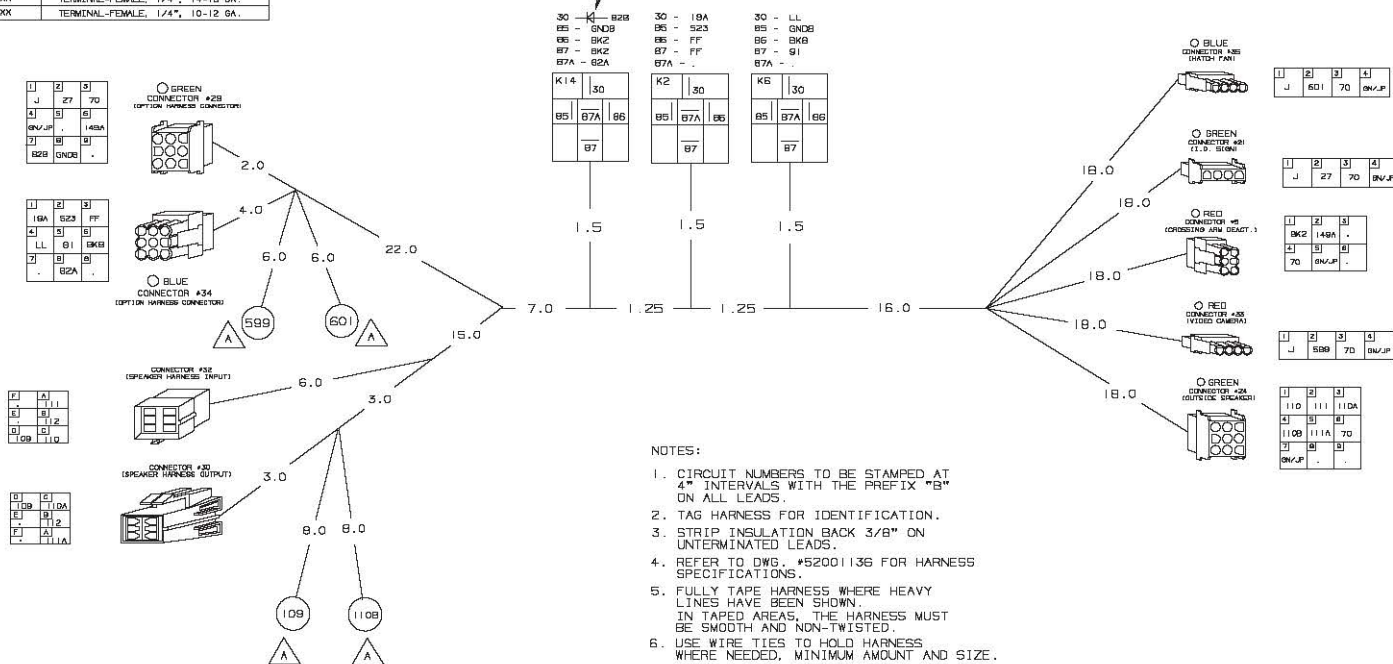 TERMINAL-FEMALE, 1/4", 10-12 GA.
30 - 82B
85 - GNDB
86 - BK2
87 - BK2
87A - 82A
30 - 19A
85 - 523
86 - FF
87 - FF
87A - .
30 - LL
85 - GNDB
86 - BKB
87 - 91
87A - .
K14 30
85 87A 86
87
K2 30
85 87A 86
87
K6 30
85 87A 86
87
1.5
1.5
1.5
1 2 3
J 27 70
4 5 6
GN/JP . 149A
7 8 9
82B GNDB .
GREEN
CONNECTOR #29
(OPTION HARNESS CONNECTOR)
2.0
1 2 3
19A 523 FF
4 5 6
LL 91 BKB
7 8 9
. 82A .
BLUE
CONNECTOR #34
(OPTION HARNESS CONNECTOR)
4.0
6.0
6.0
22.0
599
A
601
A
7.0
1.25
1.25
16.0
15.0
CONNECTOR #32
(SPEAKER HARNESS INPUT)
F A
. 111
E B
. 112
D C
109 110
6.0
3.0
CONNECTOR #30
(SPEAKER HARNESS OUTPUT)
D C
109 110A
E B
. 112
F A
. 111A
3.0
8.0
8.0
109
A
110B
A
BLUE
CONNECTOR #35
(HATCH FAN)
1 2 3 4
J 601 70 GN/JP
18.0
GREEN
CONNECTOR #21
(I.D. SIGN)
1 2 3 4
J 27 70 GN/JP
18.0
RED
CONNECTOR #5
(CROSSING ARM DEACT.)
1 2 3
BK2 149A .
4 5 6
70 GN/JP .
18.0
RED
CONNECTOR #33
(VIDEO CAMERA)
1 2 3 4
J 599 70 GN/JP
18.0
GREEN
CONNECTOR #24
(OUTSIDE SPEAKER)
1 2 3
110 111 110A
4 5 6
110B 111A 70
7 8 9
GN/JP . .
18.0
NOTES:
1. CIRCUIT NUMBERS TO BE STAMPED AT
4" INTERVALS WITH THE PREFIX "B"
ON ALL LEADS.
2. TAG HARNESS FOR IDENTIFICATION.
3. STRIP INSULATION BACK 3/8" ON
UNTERMINATED LEADS.
4. REFER TO DWG. #52001136 FOR HARNESS
SPECIFICATIONS.
5. FULLY TAPE HARNESS WHERE HEAVY
LINES HAVE BEEN SHOWN.
IN TAPED AREAS, THE HARNESS MUST
BE SMOOTH AND NON-TWISTED.
6. USE WIRE TIES TO HOLD HARNESS
WHERE NEEDED, MINIMUM AMOUNT AND SIZE.